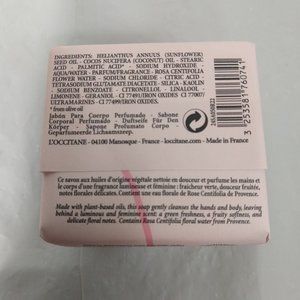 INGREDIENTS: HELIANTHUS ANNUUS (SUNFLOWER)
SEED OIL - COCOS NUCIFERA (COCONUT) OIL - STEARIC
ACID* - PALMITIC ACID* - SODIUM HYDROXIDE
AQUA/WATER - PARFUM/FRAGRANCE - ROSA CENTIFOLIA
FLOWER WATER - SODIUM CHLORIDE - CITRIC ACID -
TETRASODIUM GLUTAMATE DIACETATE - SILICA - KAOLIN
- SODIUM BENZOATE - CITRONELLOL - LINALOOL -
LIMONENE - GERANIOL - CI 77491/IRON OXIDES - CI 77007/
ULTRAMARINES - CI 77499/IRON OXIDES.
* from olive oil
Jabón Para Cuerpo Perfumado - Sabone
Corporal Perfumado - Duftseife Für Den
Körper - Sapone Profumato Corpo -
Geparfumeerde Lichaamszeep.
L'OCCITANE - 04100 Manosque - France - loccitane.com - Made in France
3 253581 760741
Ce savon aux huiles d'origine végétale nettoie en douceur et parfume les mains et
le corps d'une fragrance lumineuse et féminine : fraîcheur verte, douceur fruitée,
notes florales délicates. Contient une eau florale de Rose Centifolia de Provence.
Made with plant-based oils, this soap gently cleanses the hands and body, leaving
behind a luminous and feminine scent: a green freshness, a fruity softness, and
delicate floral notes. Contains Rosa Centifolia floral water from Provence.